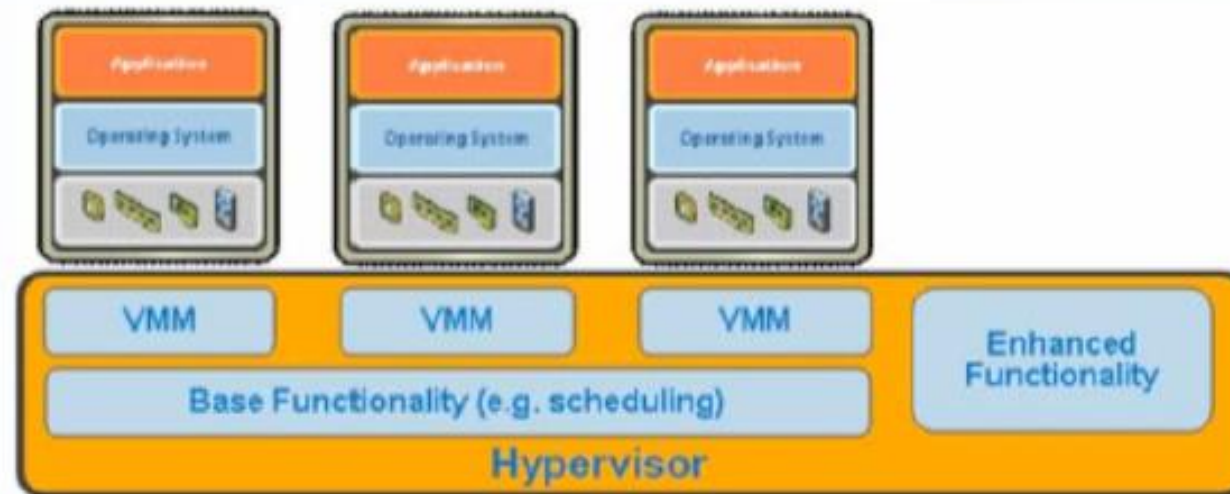 Application
Application
Application
Operating System
Operating System
Operating System
VMM
VMM
VMM
Enhanced
Functionality
Base Functionality (e.g. scheduling)
Hypervisor